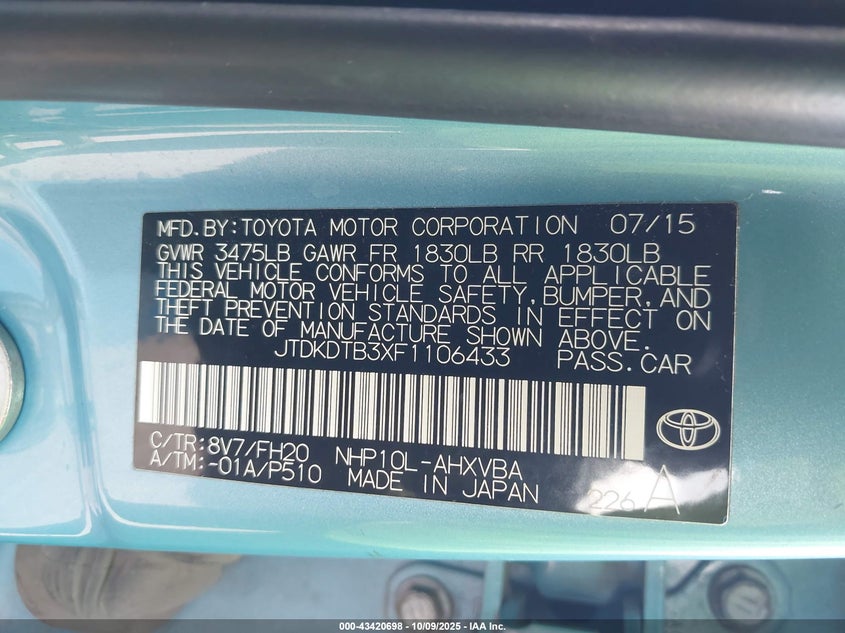 MFD.BY:TOYOTA MOTOR CORPORATION 07/15
GVWR 3475LB GAWR FR 1830LB RR 1830LB
THIS VEHICLE CONFORMS TO ALL APPLICABLE
FEDERAL MOTOR VEHICLE SAFETY,BUMPER,AND
THEFT PREVENTION STANDARDS IN EFFECT ON
THE DATE OF MANUFACTURE SHOWN ABOVE.
JTDKDTB3XF1106433 PASS.CAR
C/TR:8V7/FH20 NHP10L-AHXVBA
A/TM:-01A/P510 MADE IN JAPAN
226 A
000-43420698 - 10/09/2025 - IAA Inc.